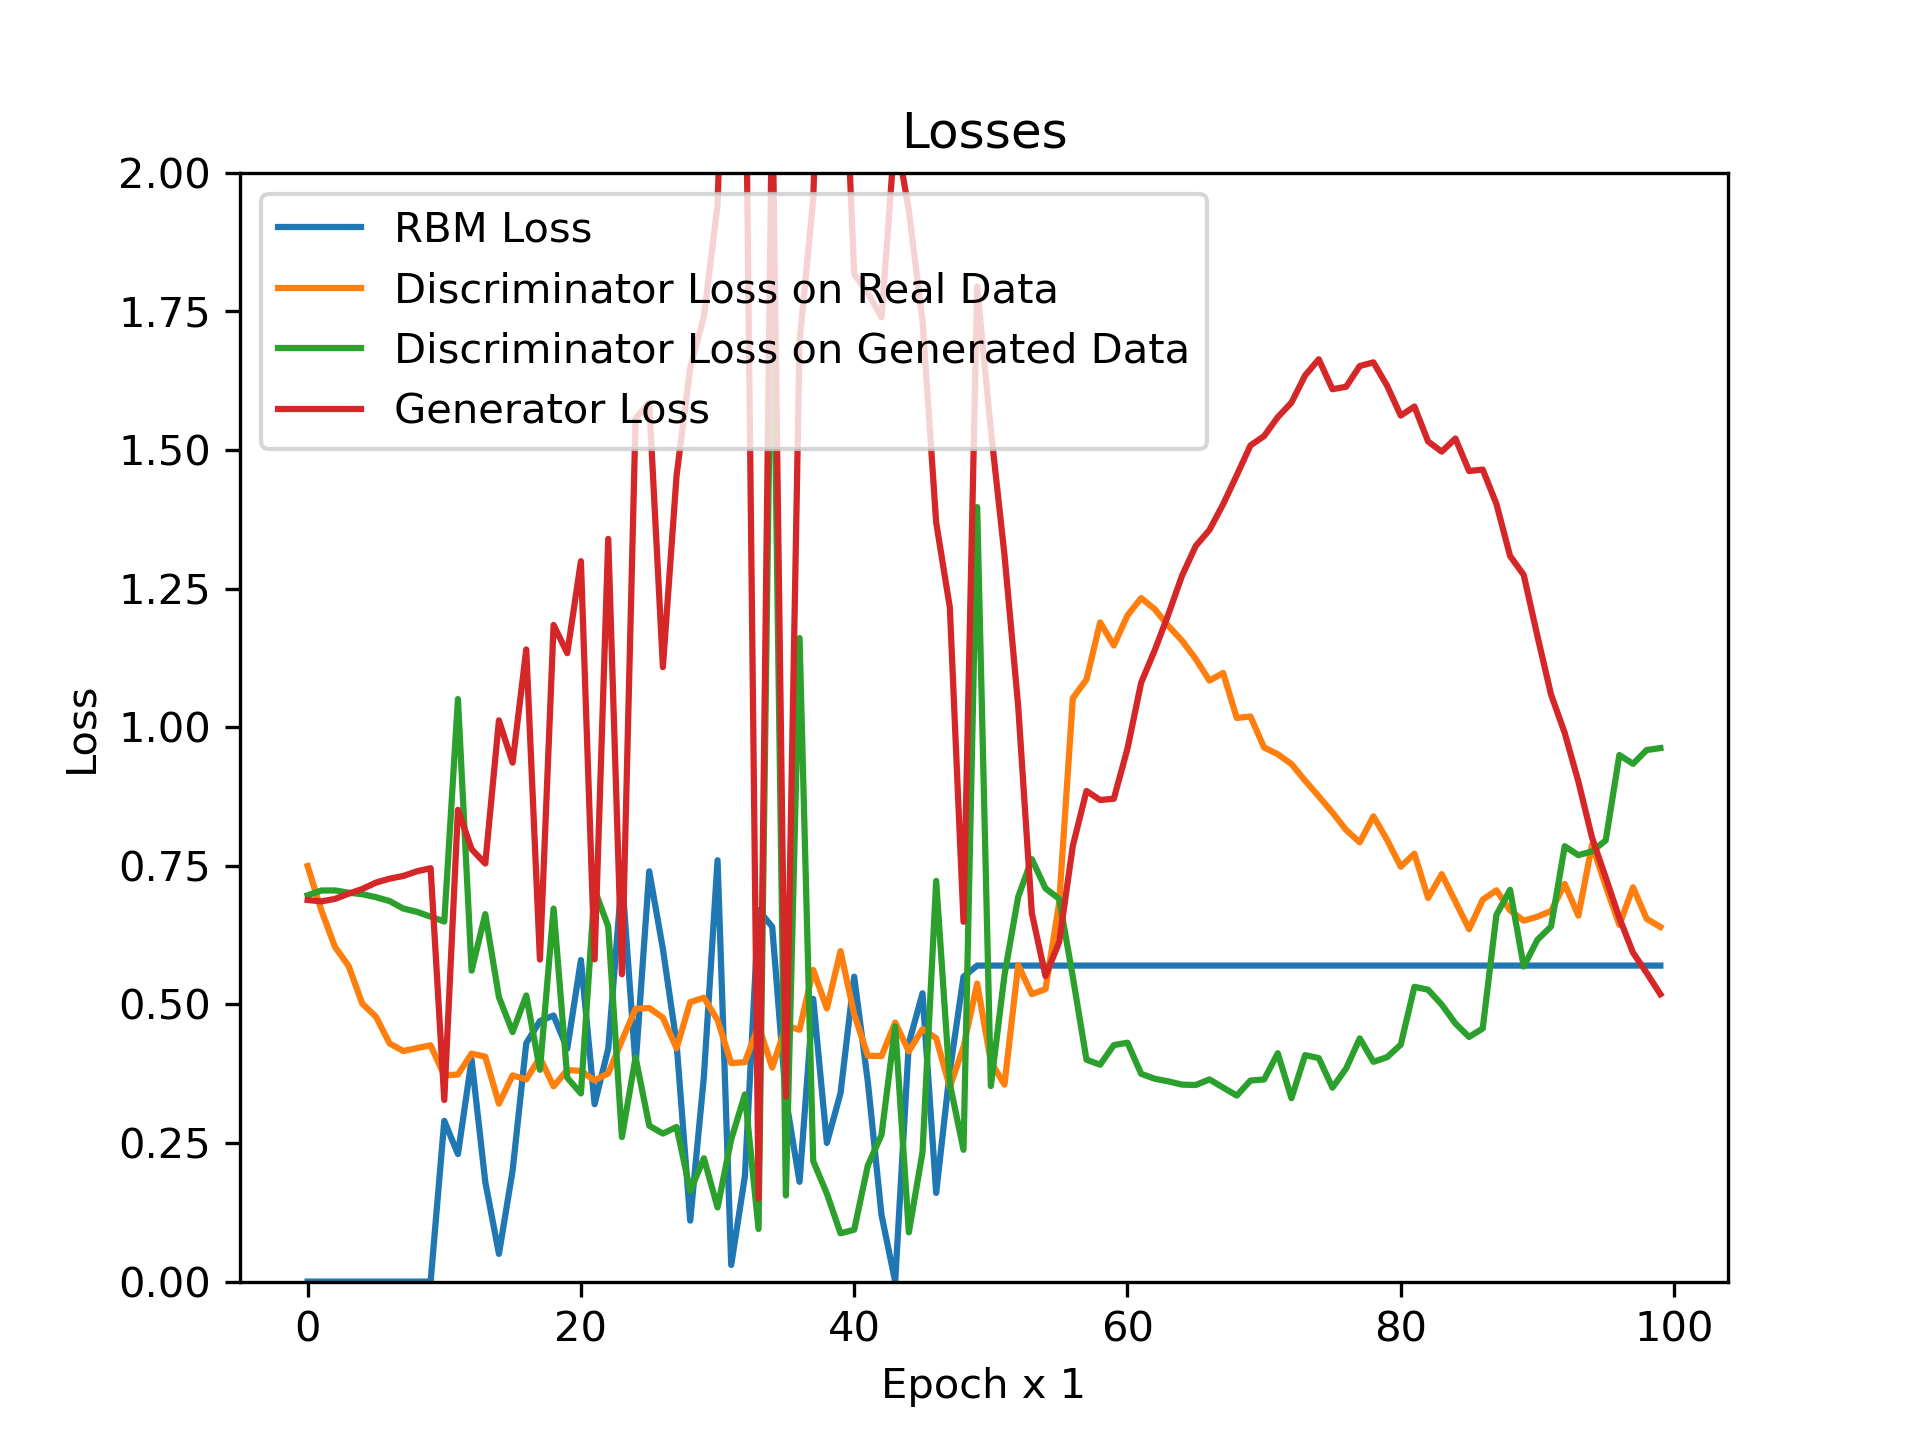 Losses
2.00
1.75
1.50
1.25
1.00
0.75
0.50
0.25
0.00
Loss
RBM Loss
Discriminator Loss on Real Data
Discriminator Loss on Generated Data
Generator Loss
0 20 40 60 80 100
Epoch x 1